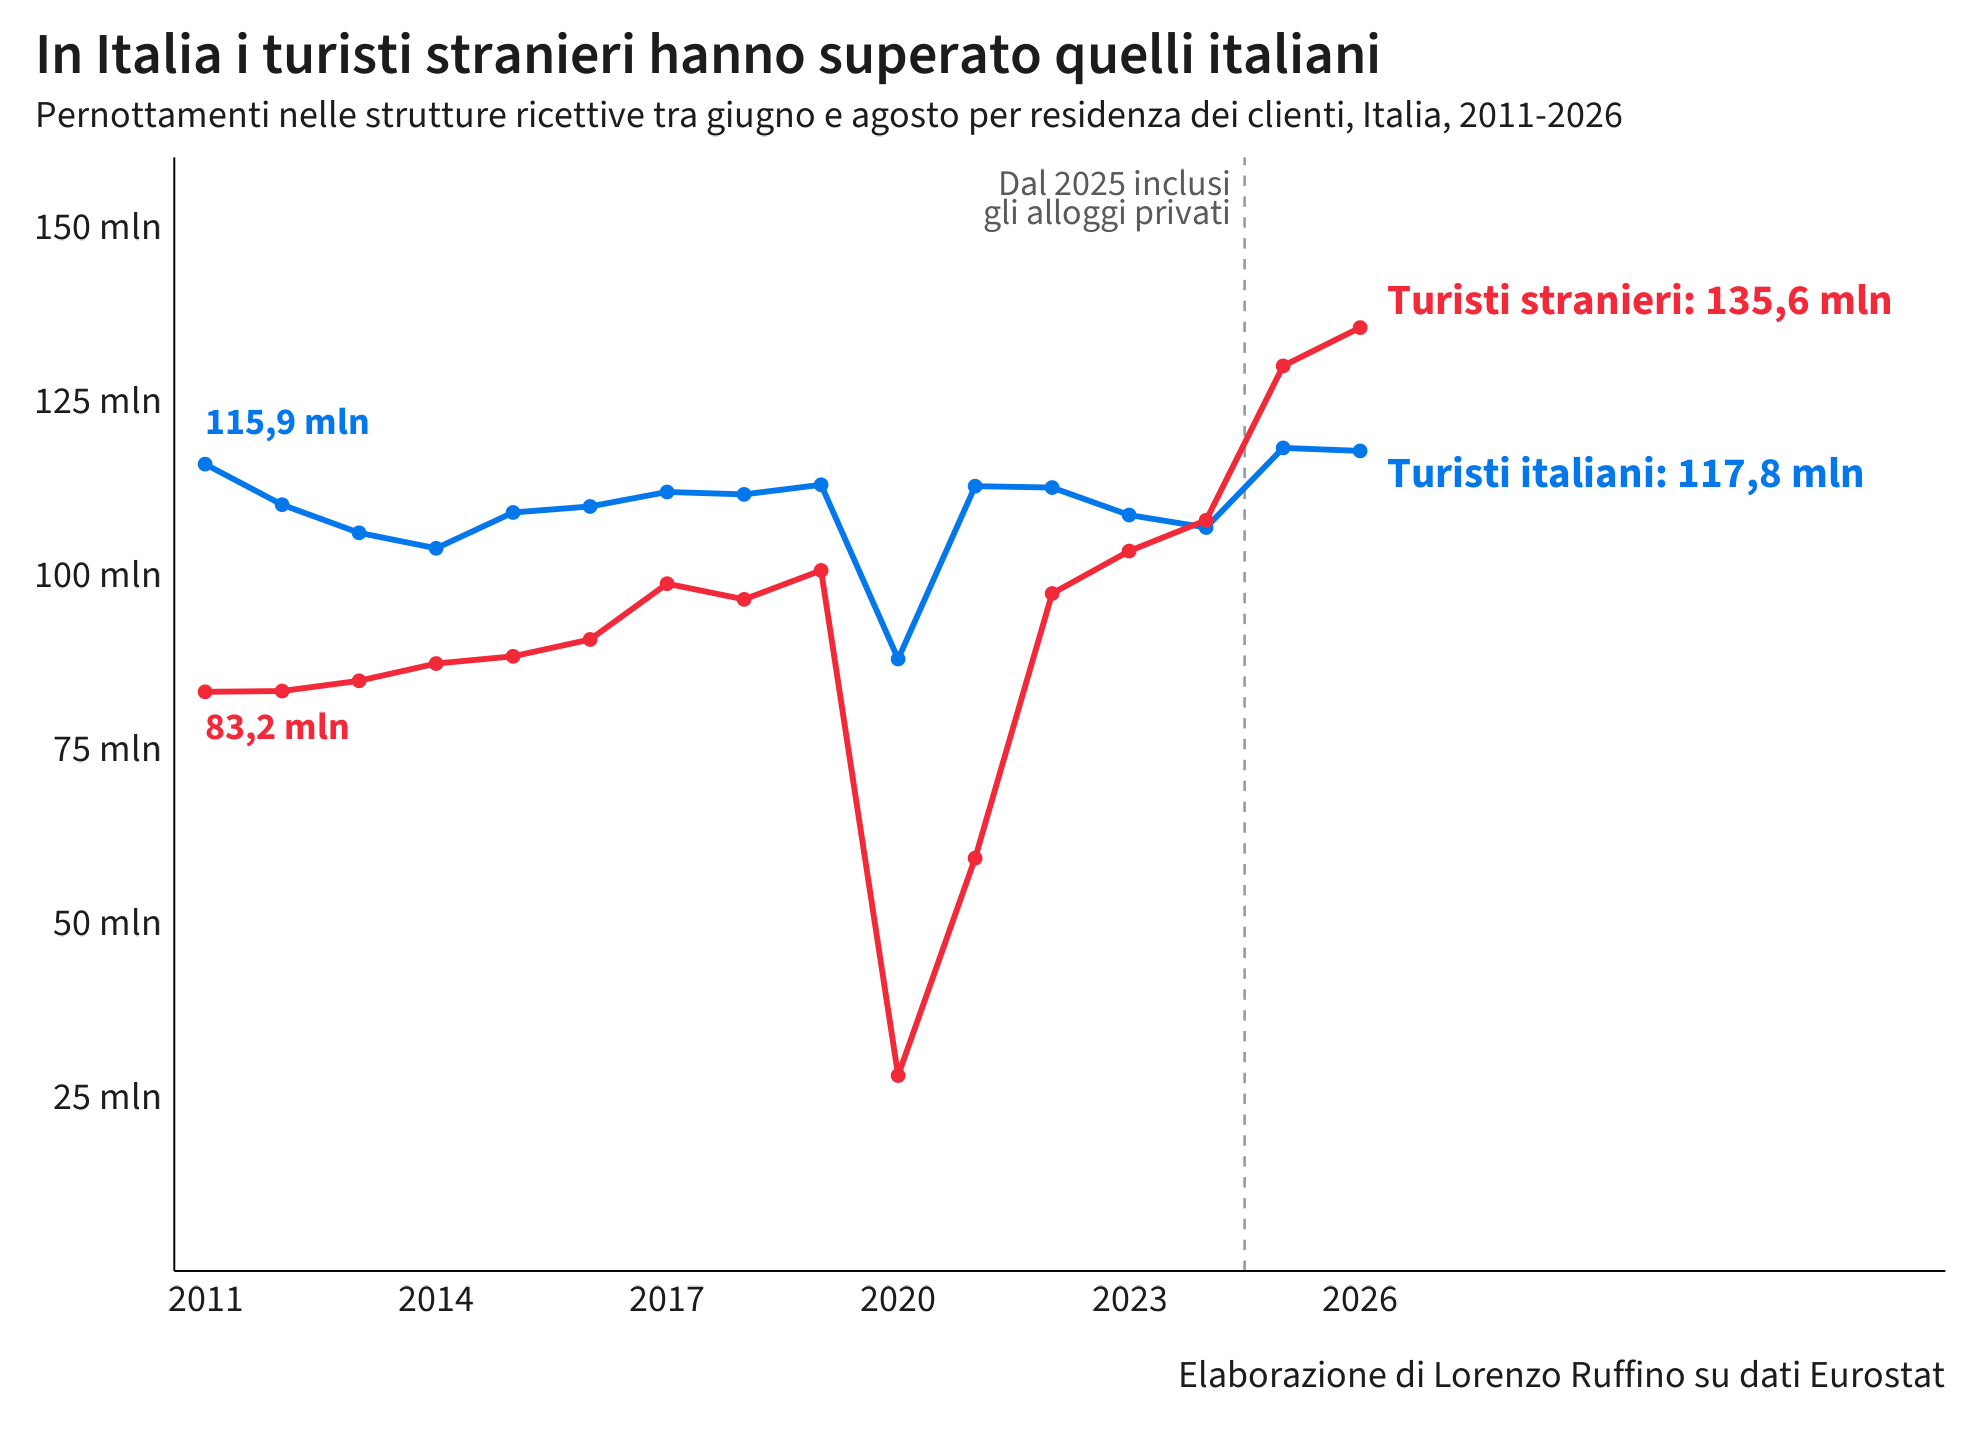 In Italia i turisti stranieri hanno superato quelli italiani
Pernottamenti nelle strutture ricettive tra giugno e agosto per residenza dei clienti, Italia, 2011-2026
Dal 2025 inclusi
gli alloggi privati
150 mln
Turisti stranieri: 135,6 mln
125 mln
115,9 mln
Turisti italiani: 117,8 mln
100 mln
83,2 mln
75 mln
50 mln
25 mln
2011 2014 2017 2020 2023 2026
Elaborazione di Lorenzo Ruffino su dati Eurostat